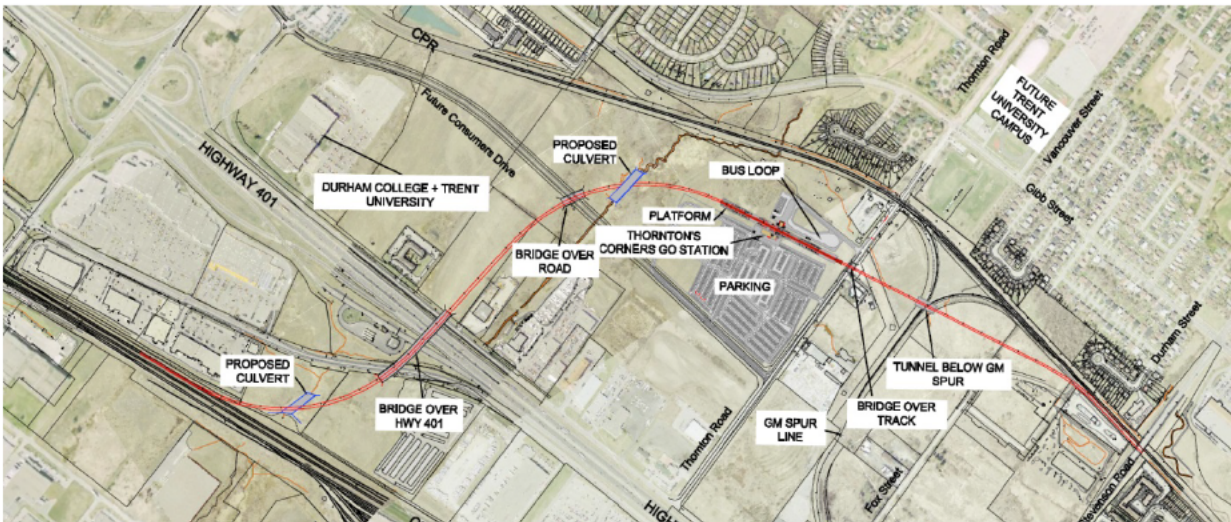 CPR
Thornton Road
FUTURE
TRENT
UNIVERSITY
CAMPUS
Vancouver Street
Future Consumers Drive
PROPOSED
CULVERT
HIGHWAY 401
BUS LOOP
DURHAM COLLEGE + TRENT
UNIVERSITY
Gibb Street
PLATFORM
THORNTON'S
CORNERS GO STATION
BRIDGE OVER
ROAD
PARKING
Durham Street
PROPOSED
CULVERT
TUNNEL BELOW GM
SPUR
BRIDGE OVER
HWY 401
Thornton Road
GM SPUR
LINE
BRIDGE OVER
TRACK
Fox Street
Stevenson Road